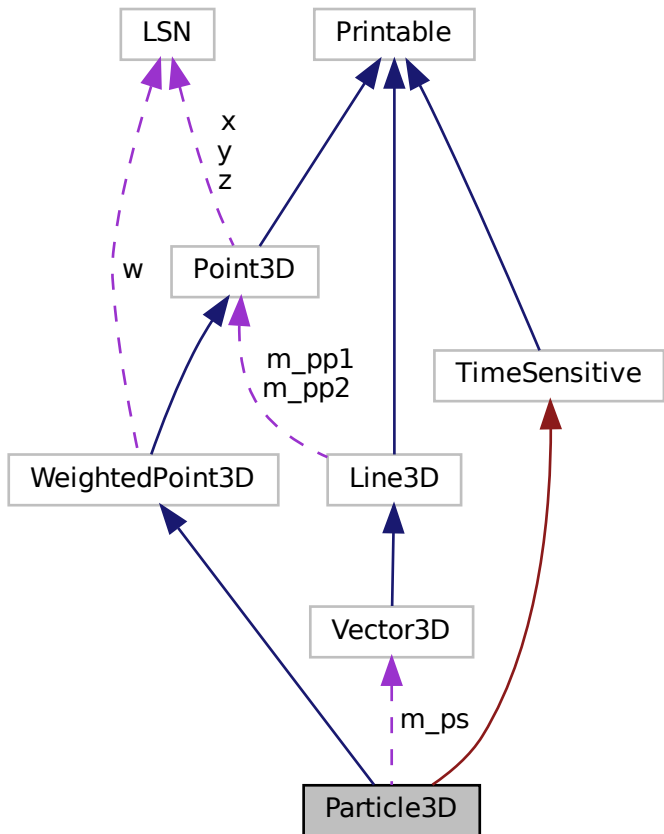 LSN
Printable
x
y
z
w
Point3D
m_pp1
m_pp2
TimeSensitive
WeightedPoint3D
Line3D
Vector3D
m_ps
Particle3D